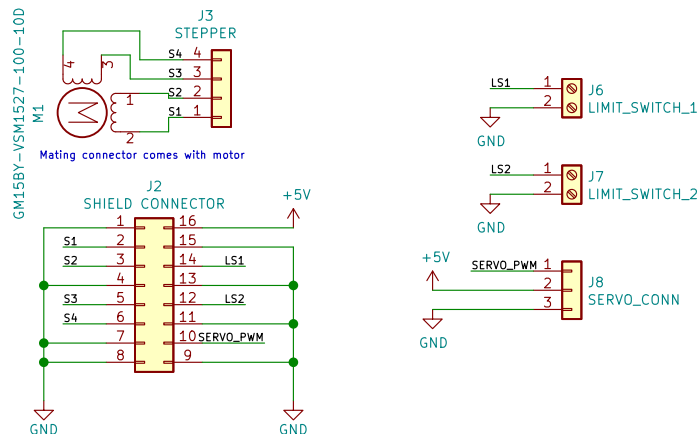 GM15BY-VSM1527-100-10D
M1
4
3
1
2
M
J3
STEPPER
S4 4
S3 3
S2 2
S1 1
Mating connector comes with motor
J2
SHIELD CONNECTOR
+5V
1 16
S1 2 15
S2 3 14 LS1
4 13
S3 5 12 LS2
S4 6 11
7 10 SERVO_PWM
8 9
GND
GND
LS1 1 J6
2 LIMIT_SWITCH_1
GND
LS2 1 J7
2 LIMIT_SWITCH_2
GND
+5V
SERVO_PWM 1 J8
2 SERVO_CONN
3
GND